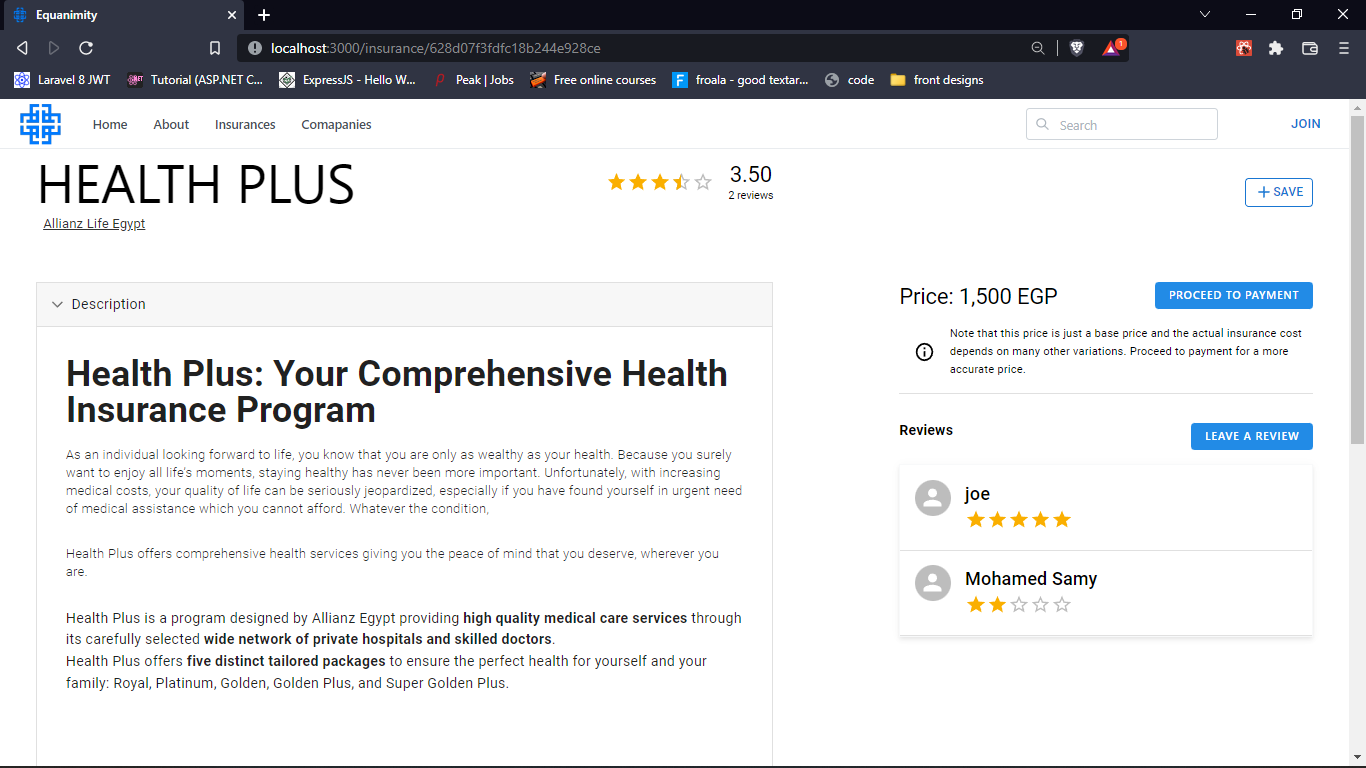 Equanimity
localhost:3000/insurance/628d07f3fdfc18b244e928ce
1
Laravel 8 JWT
.NET
Tutorial (ASP.NET C...
ExpressJS - Hello W...
Peak | Jobs
Free online courses
F
froala - good textar...
code
front designs
Home
About
Insurances
Comapanies
Search
JOIN
HEALTH PLUS
Allianz Life Egypt
3.50
2 reviews
SAVE
Description
Health Plus: Your Comprehensive Health
Insurance Program
As an individual looking forward to life, you know that you are only as wealthy as your health. Because you surely
want to enjoy all life's moments, staying healthy has never been more important. Unfortunately, with increasing
medical costs, your quality of life can be seriously jeopardized, especially if you have found yourself in urgent need
of medical assistance which you cannot afford. Whatever the condition,
Health Plus offers comprehensive health services giving you the peace of mind that you deserve, wherever you
are.
Health Plus is a program designed by Allianz Egypt providing high quality medical care services through
its carefully selected wide network of private hospitals and skilled doctors.
Health Plus offers five distinct tailored packages to ensure the perfect health for yourself and your
family: Royal, Platinum, Golden, Golden Plus, and Super Golden Plus.
Price: 1,500 EGP
PROCEED TO PAYMENT
Note that this price is just a base price and the actual insurance cost
depends on many other variations. Proceed to payment for a more
accurate price.
Reviews
LEAVE A REVIEW
joe
Mohamed Samy